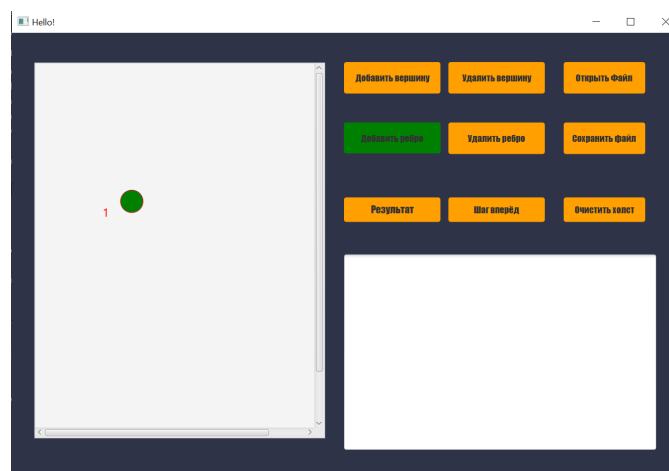 Hello!
Добавить вершину
Удалить вершину
Открыть Файл
Добавить ребро
Удалить ребро
Сохранить файл
1
Результат
Шаг вперёд
Очистить холст